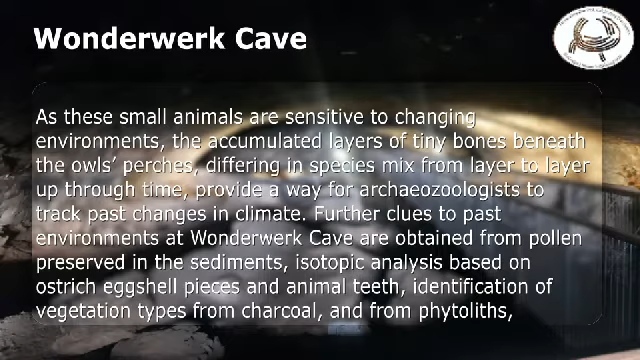 Wonderwerk Cave
As these small animals are sensitive to changing
environments, the accumulated layers of tiny bones beneath
the owls’ perches, differing in species mix from layer to layer
up through time, provide a way for archaeozoologists to
track past changes in climate. Further clues to past
environments at Wonderwerk Cave are obtained from pollen
preserved in the sediments, isotopic analysis based on
ostrich eggshell pieces and animal teeth, identification of
vegetation types from charcoal, and from phytoliths,